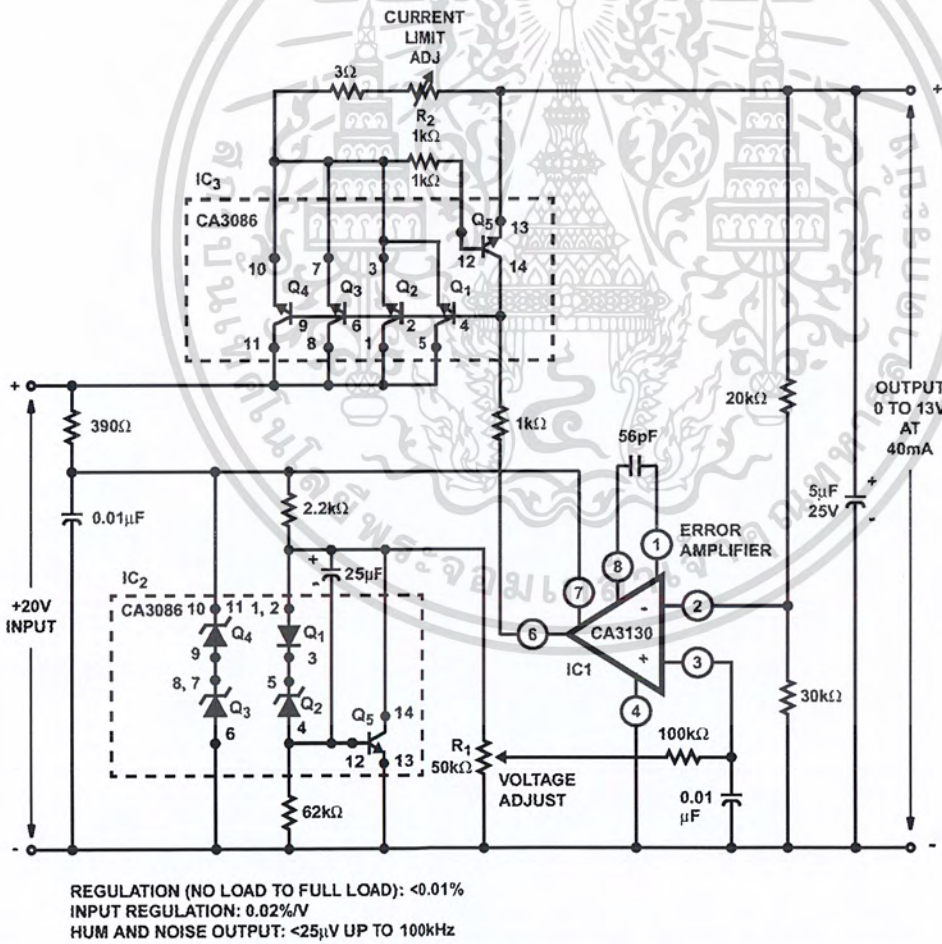 CURRENT
LIMIT
ADJ
3Ω
R2
1kΩ
1kΩ
+
IC3
CA3086
Q5
13
12
14
10
7
3
Q4
Q3
Q2
Q1
9
6
2
4
11
8
1
5
+
390Ω
1kΩ
20kΩ
OUTPUT
0 TO 13V
AT
40mA
56pF
2.2kΩ
0.01μF
5μF
25V
+
-
ERROR
AMPLIFIER
1
8
7
+
-
25μF
IC2
CA3086
10
11
1, 2
+20V
INPUT
Q4
Q1
9
3
6
CA3130
-
+
2
3
IC1
8, 7
5
Q3
Q2
Q5
14
4
6
4
12
13
30kΩ
R1
50kΩ
100kΩ
VOLTAGE
ADJUST
62kΩ
0.01
μF
-
-
REGULATION (NO LOAD TO FULL LOAD): <0.01%
INPUT REGULATION: 0.02%/V
HUM AND NOISE OUTPUT: <25μV UP TO 100kHz